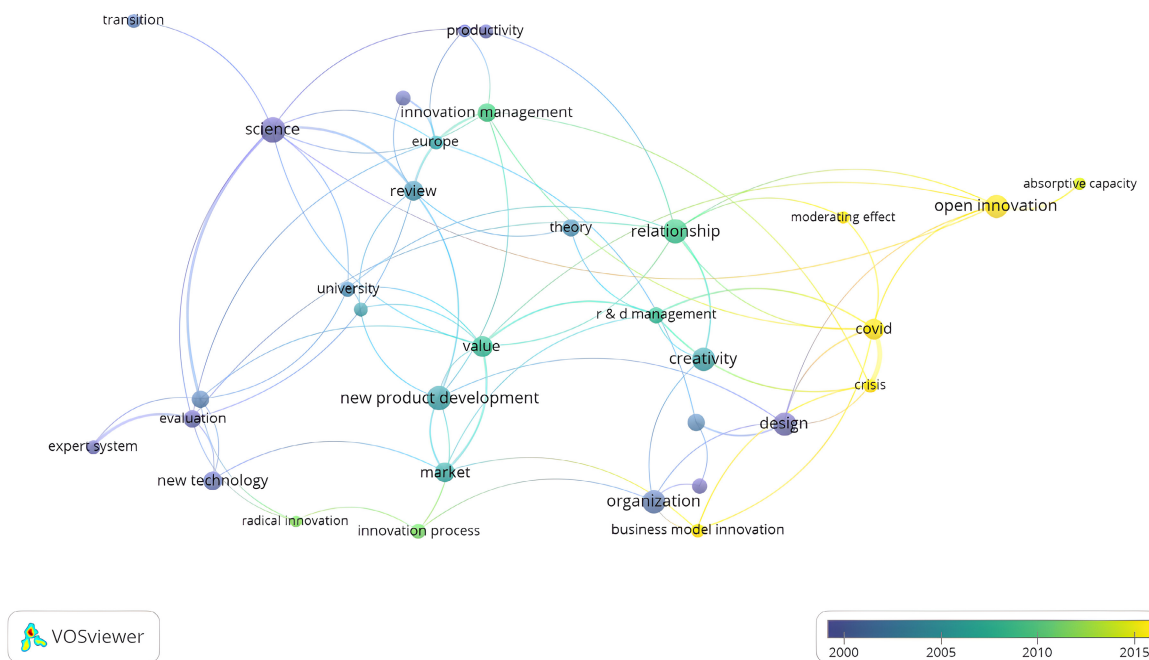 transition
productivity
innovation management
science
europe
absorptive capacity
review
open innovation
moderating effect
theory
relationship
university
r & d management
covid
value
creativity
crisis
new product development
evaluation
design
expert system
market
new technology
organization
radical innovation
innovation process
business model innovation
VOSviewer
2000
2005
2010
2015